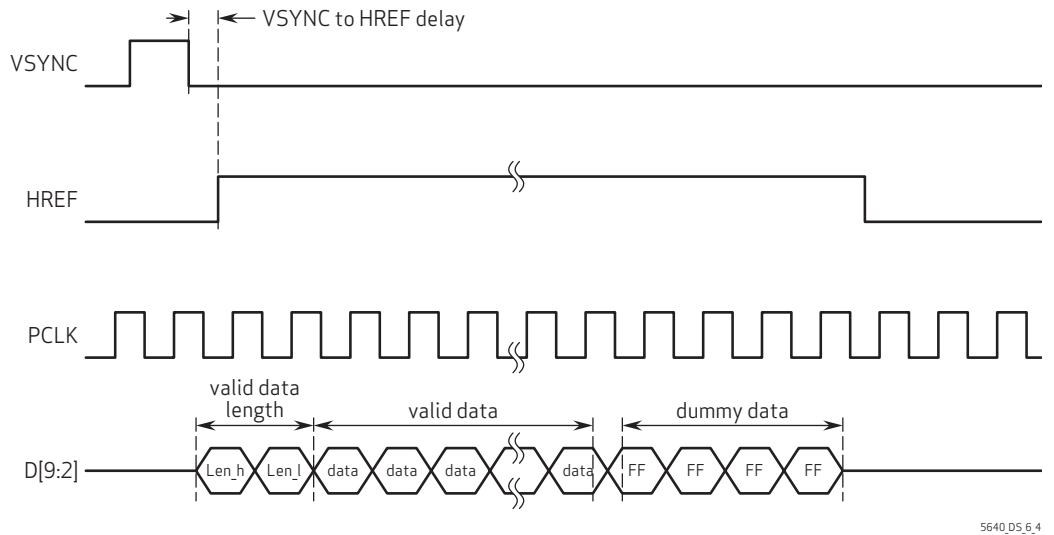 VSYNC to HREF delay
VSYNC
HREF
PCLK
valid data
length
valid data
dummy data
D[9:2]
Len_h Len_l data data data data FF FF FF FF
5640_DS_6_4